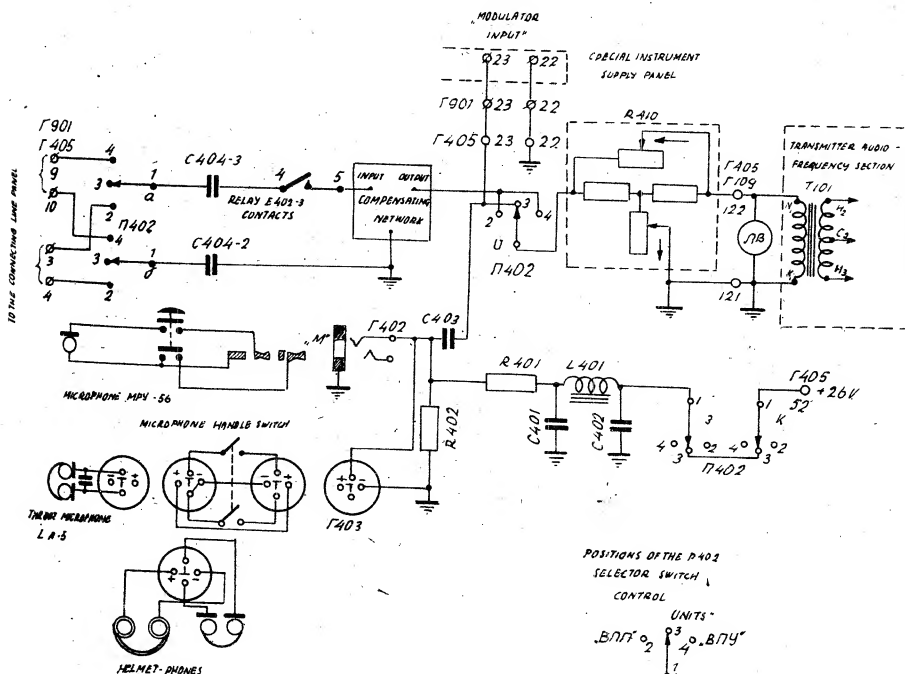 „MODULATOR
INPUT"
23 22
SPECIAL INSTRUMENT
SUPPLY PANEL
Г901 23 22
Г405 23 22
Г901
Г405
4
9
3
10
1
a
2
П402
4
3
3
1
4
2
TO THE CONNECTING LINE PANEL
C404-3
4
5
RELAY E402-3
CONTACTS
C404-2
INPUT OUTPUT
COMPENSATING
NETWORK
2
3
4
U
П402
R410
Г405
Г109
122
ЛВ
121
TRANSMITTER AUDIO-
FREQUENCY SECTION
T101
N
K
H2
C3
H3
MICROPHONE MPY-56
„M"
Г402
C403
R402
R401
L401
C401
C402
Г405
52
+26V
1
3
4
2
3
1
K
4
2
3
П402
MICROPHONE HANDLE SWITCH
THROAT MICROPHONE
LA-5
- + T
+ - T
- + T
Г403
+ - T
HELMET-PHONES
POSITIONS OF THE P402
SELECTOR SWITCH
CONTROL
UNITS"
„ВПП" 2
3
4 „ВПУ"
1